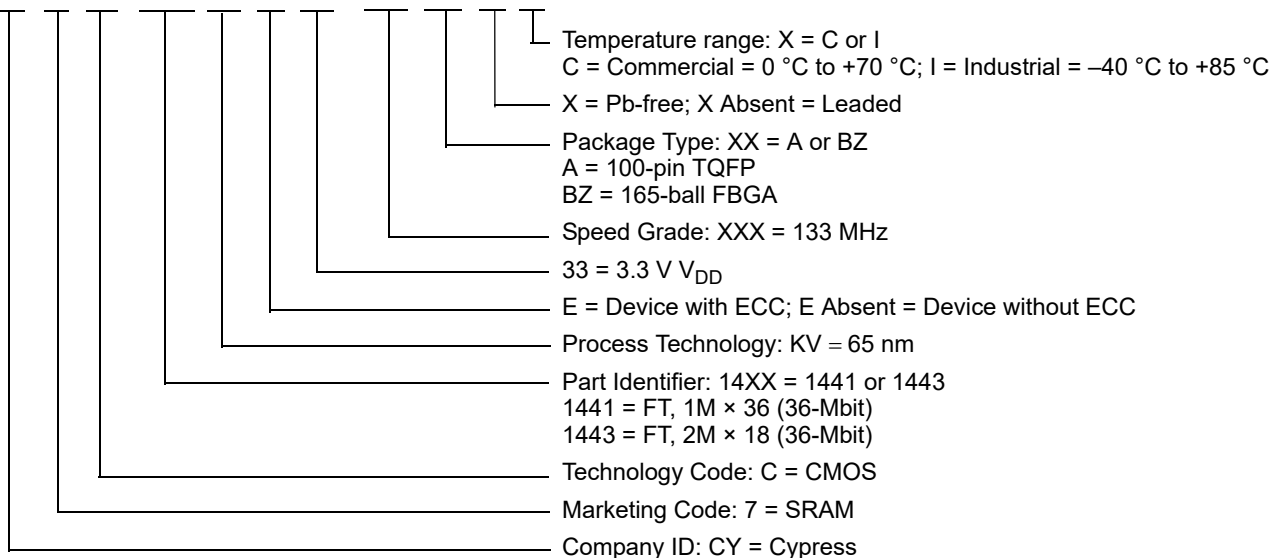 Temperature range: X = C or I
C = Commercial = 0 °C to +70 °C; I = Industrial = –40 °C to +85 °C
X = Pb-free; X Absent = Leaded
Package Type: XX = A or BZ
A = 100-pin TQFP
BZ = 165-ball FBGA
Speed Grade: XXX = 133 MHz
33 = 3.3 V VDD
E = Device with ECC; E Absent = Device without ECC
Process Technology: KV = 65 nm
Part Identifier: 14XX = 1441 or 1443
1441 = FT, 1M × 36 (36-Mbit)
1443 = FT, 2M × 18 (36-Mbit)
Technology Code: C = CMOS
Marketing Code: 7 = SRAM
Company ID: CY = Cypress